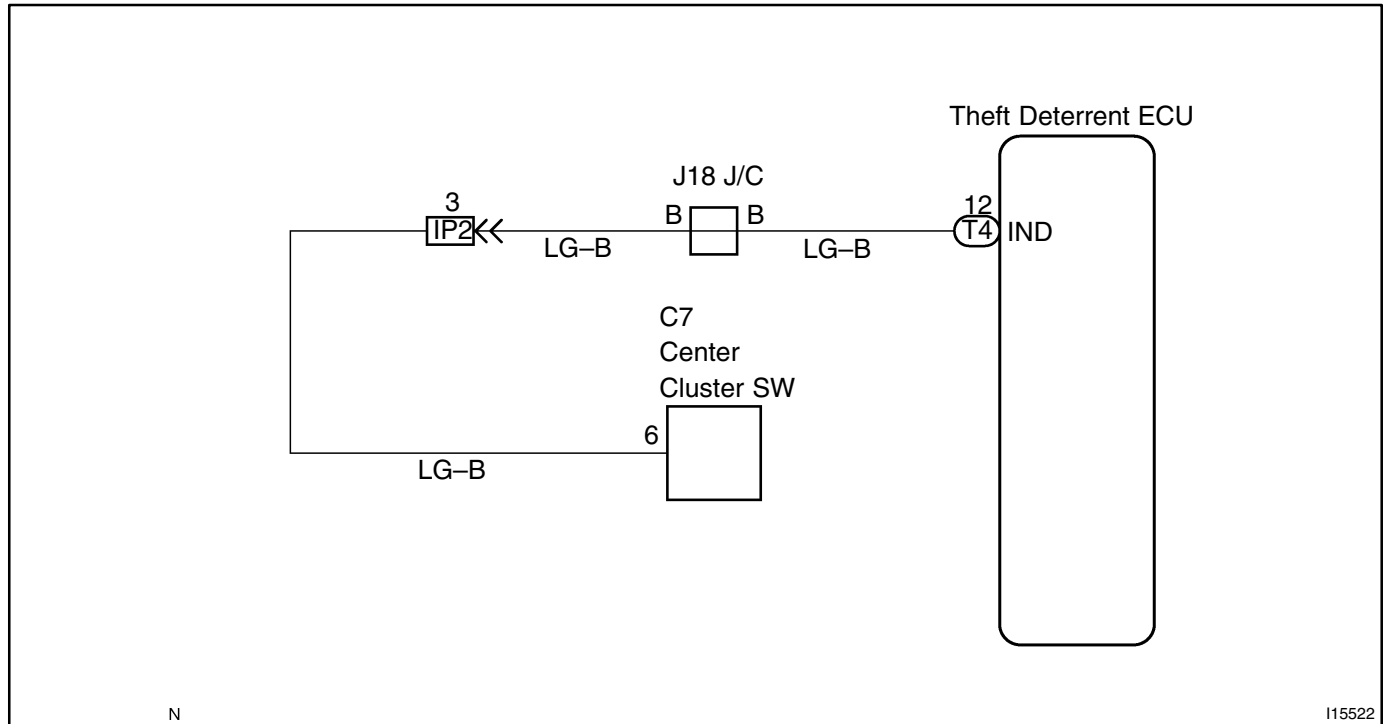 Theft Deterrent ECU
J18 J/C
3
B B
12
IP2
T4 IND
LG–B
LG–B
C7
Center
Cluster SW
6
LG–B
N
I15522